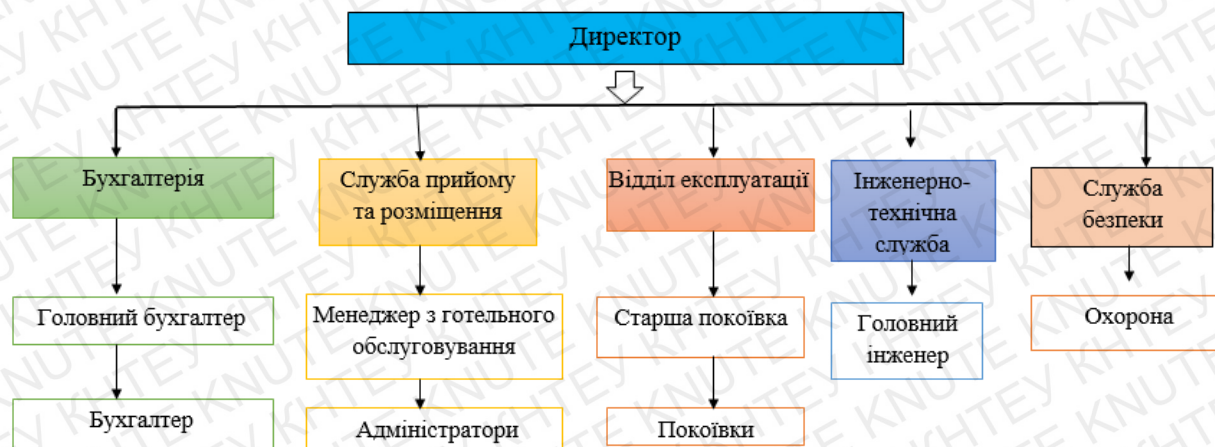 Директор
Бухгалтерія
Служба прийому
та розміщення
Відділ експлуатації
Інженерно-
технічна
служба
Служба
безпеки
Головний бухгалтер
Менеджер з готельного
обслуговування
Старша покоївка
Головний
інженер
Охорона
Бухгалтер
Адміністратори
Покоївки